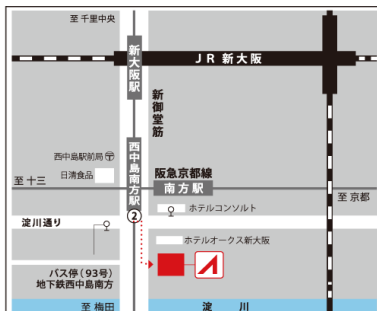 至 千里中央
JR 新大阪
新大阪駅
新御堂筋
西中島駅前局〒
日清食品
西中島南方駅
阪急京都線
至 十三
南方駅
至 京都
②
ホテルコンソルト
淀川通り
ホテルオークス新大阪
バス停(93号)
地下鉄西中島南方
至 梅田
淀 川